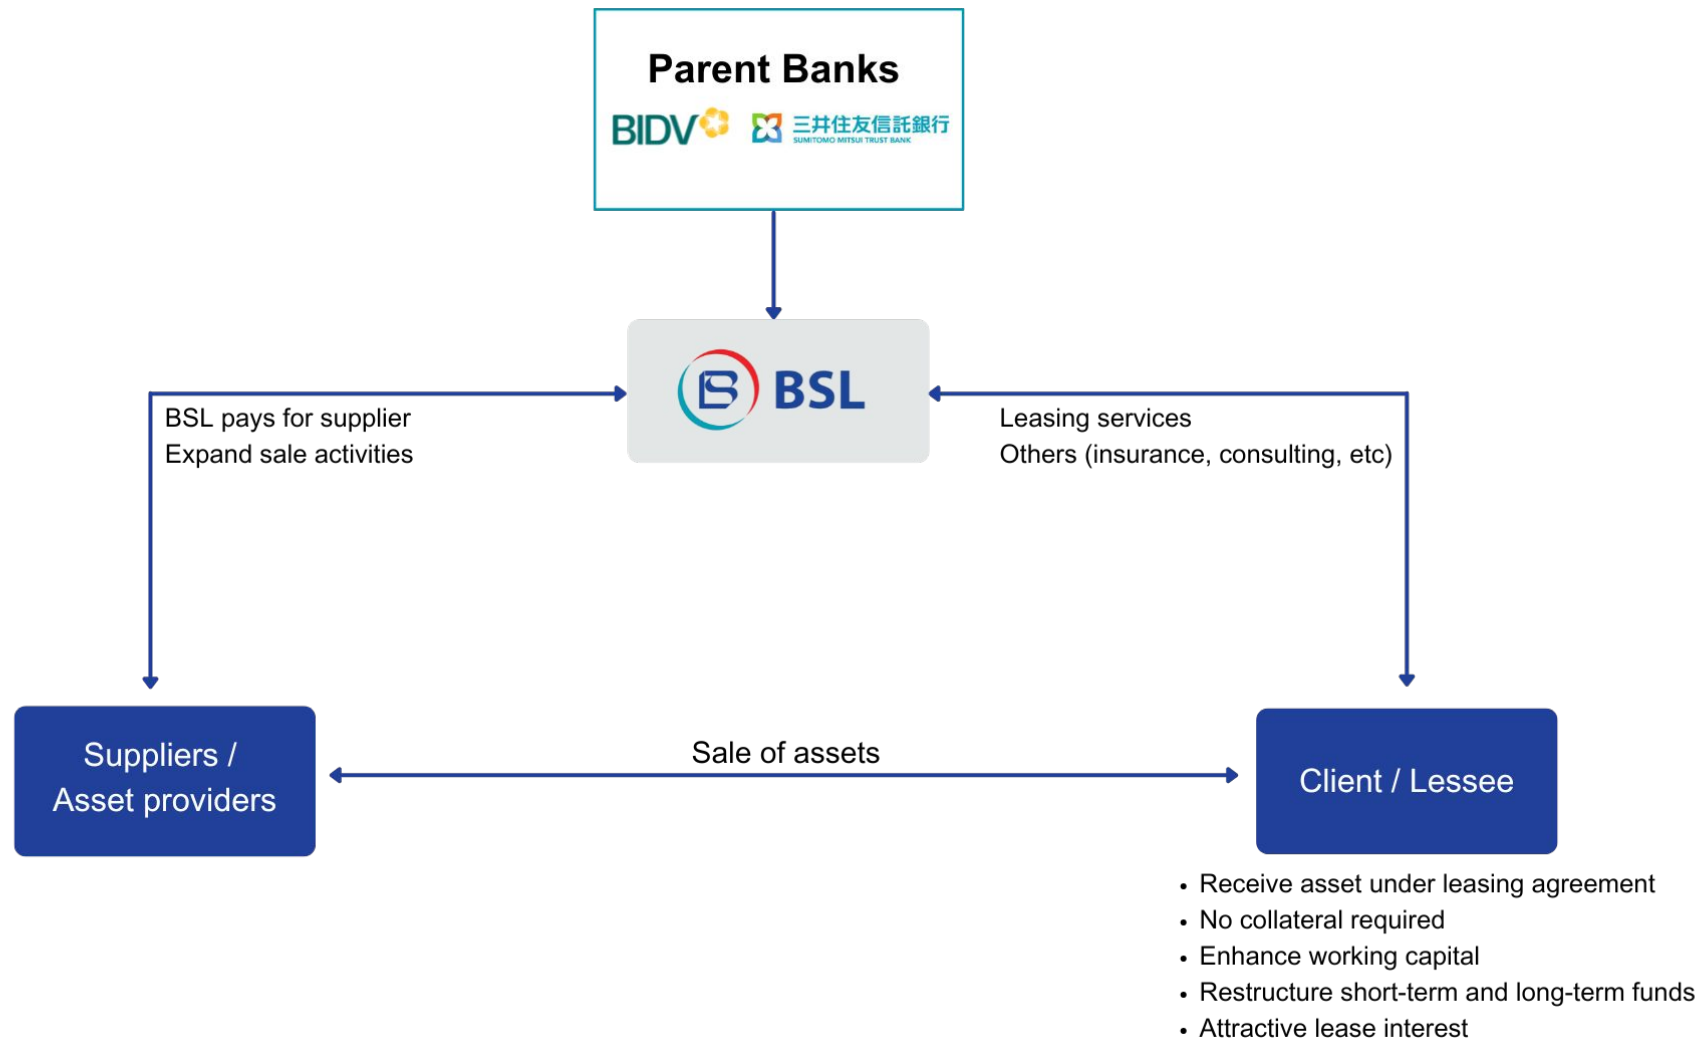 Parent Banks
BIDV
三井住友信託銀行
SUMITOMO MITSUI TRUST BANK
BSL
BSL pays for supplier
Expand sale activities
Leasing services
Others (insurance, consulting, etc)
Suppliers /
Asset providers
Sale of assets
Client / Lessee
• Receive asset under leasing agreement
• No collateral required
• Enhance working capital
• Restructure short-term and long-term funds
• Attractive lease interest